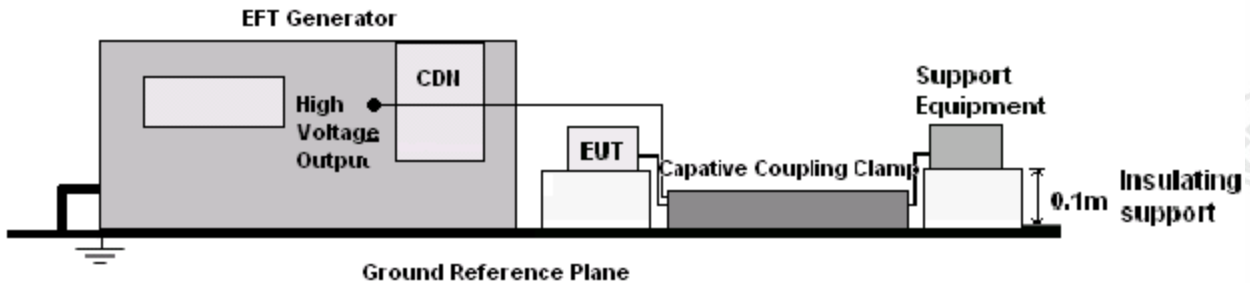 EFT Generator
CDN
High
Voltage
Output
EUT
Capative Coupling Clamp
Support
Equipment
0.1m
Insulating
support
Ground Reference Plane